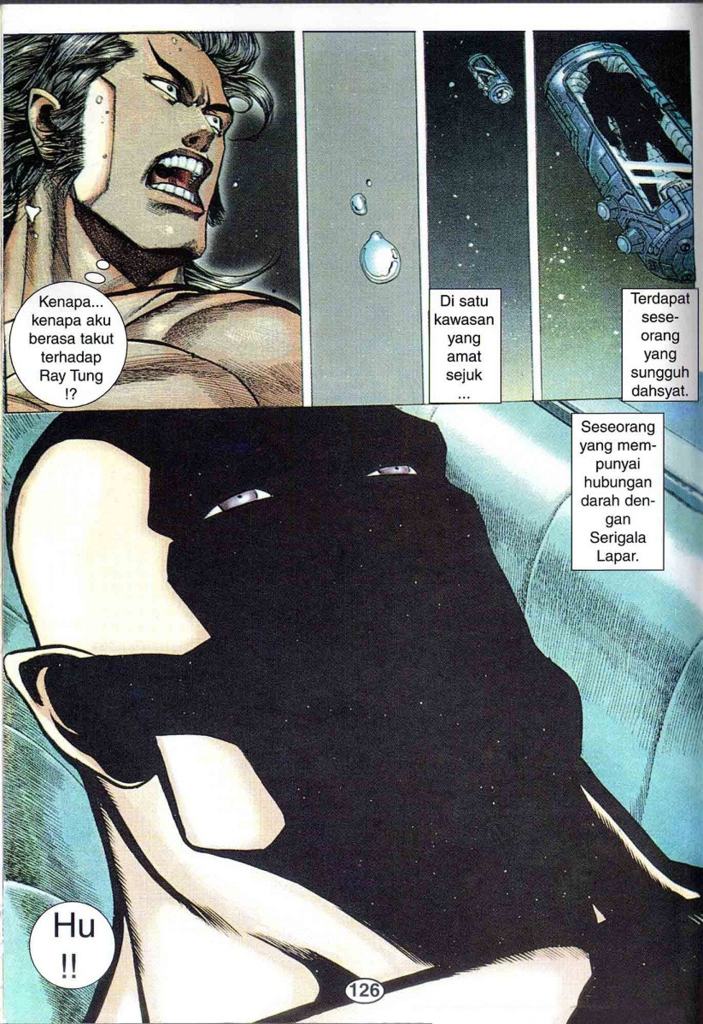 Kenapa...
kenapa aku
berasa takut
terhadap
Ray Tung
!?
Di satu
kawasan
yang
amat
sejuk
...
Terdapat
sese-
orang
yang
sungguh
dahsyat.
Seseorang
yang mem-
punyai
hubungan
darah den-
gan
Serigala
Lapar.
Hu
!!
126